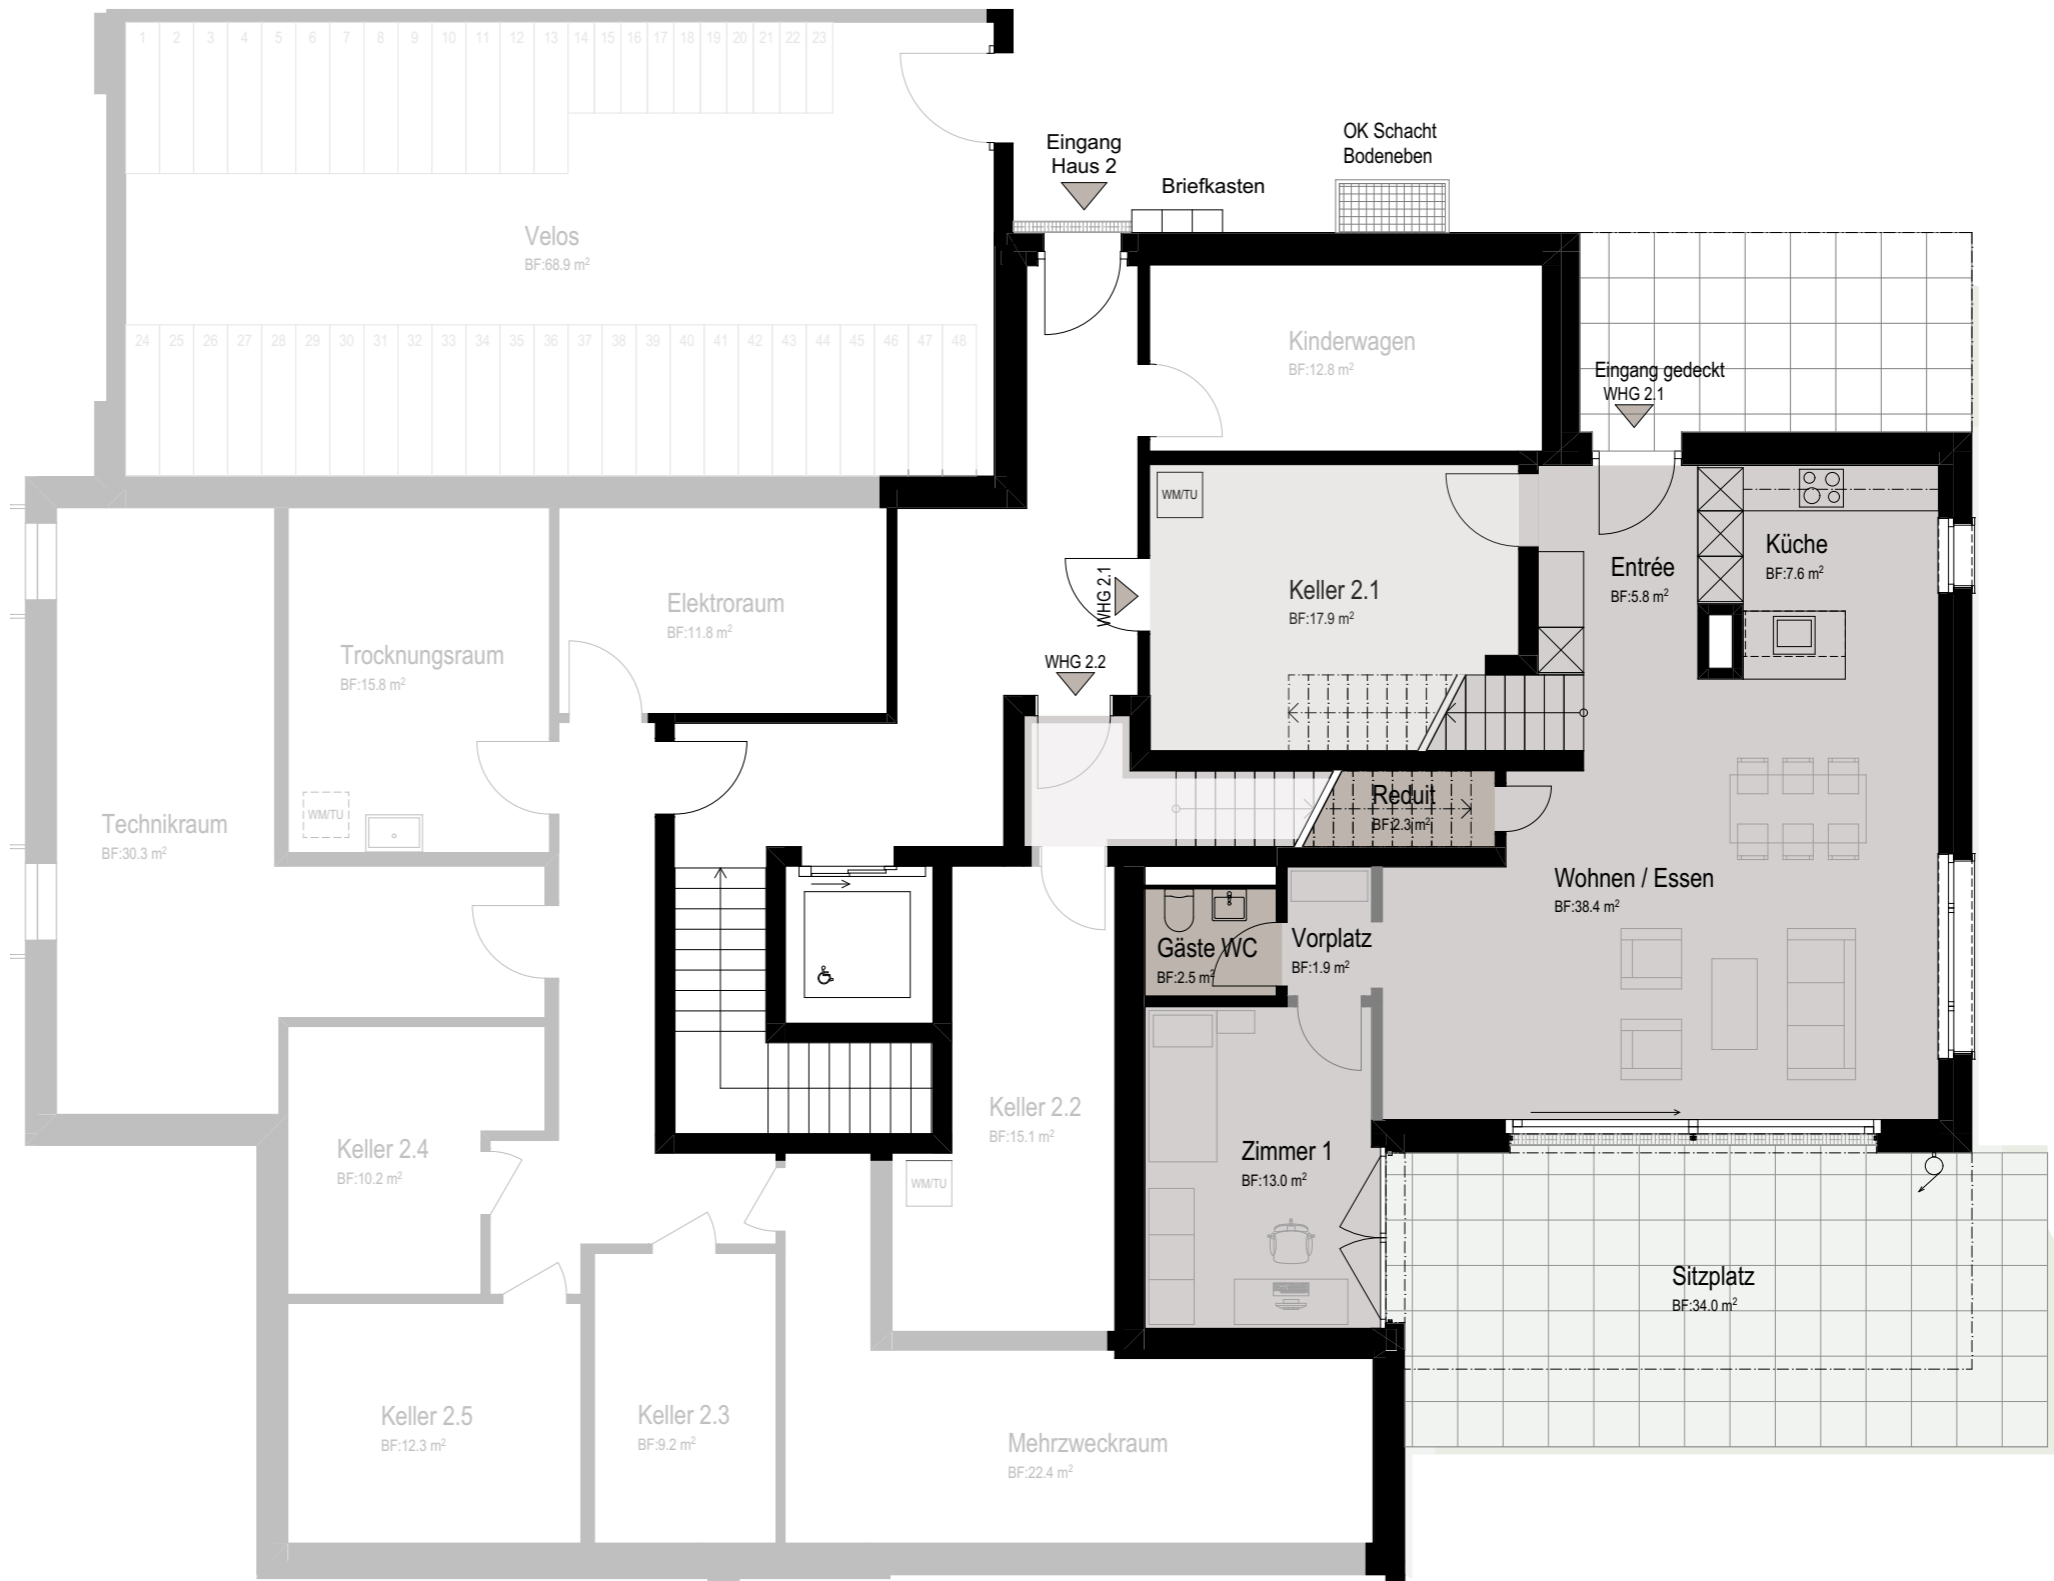 1 2 3 4 5 6 7 8 9 10 11 12 13 14 15 16 17 18 19 20 21 22 23
Eingang
Haus 2
Briefkasten
OK Schacht
Bodeneben
Velos
BF:68.9 m²
24 25 26 27 28 29 30 31 32 33 34 35 36 37 38 39 40 41 42 43 44 45 46 47 48
Kinderwagen
BF:12.8 m²
Eingang gedeckt
WHG 2.1
WM/TU
Küche
BF:7.6 m²
Entrée
BF:5.8 m²
Keller 2.1
BF:17.9 m²
WHG 2.1
Elektroraum
BF:11.8 m²
Trocknungsraum
BF:15.8 m²
WHG 2.2
WM/TU
Technikraum
BF:30.3 m²
Reduit
BF:2.3 m²
Wohnen / Essen
BF:38.4 m²
Gäste WC
BF:2.5 m²
Vorplatz
BF:1.9 m²
Keller 2.2
BF:15.1 m²
Keller 2.4
BF:10.2 m²
WM/TU
Zimmer 1
BF:13.0 m²
Sitzplatz
BF:34.0 m²
Keller 2.5
BF:12.3 m²
Keller 2.3
BF:9.2 m²
Mehrzweckraum
BF:22.4 m²